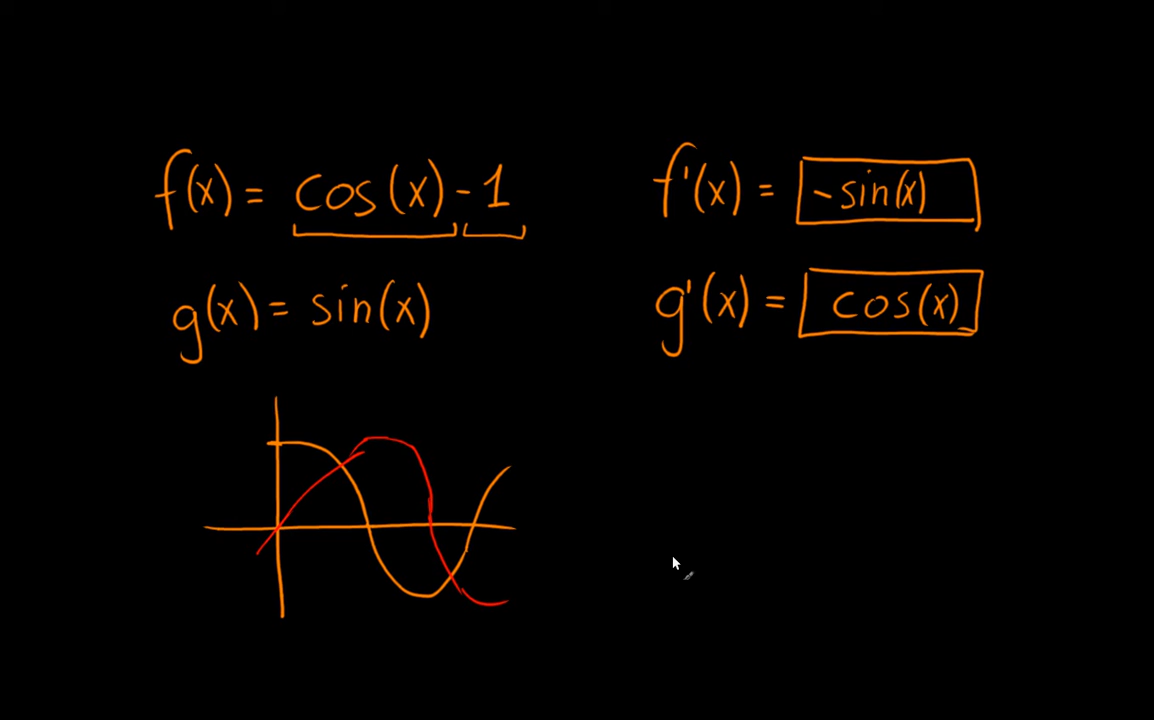 f(x) = cos(x) - 1
f'(x) = -sin(x)
g(x) = sin(x)
g'(x) = cos(x)